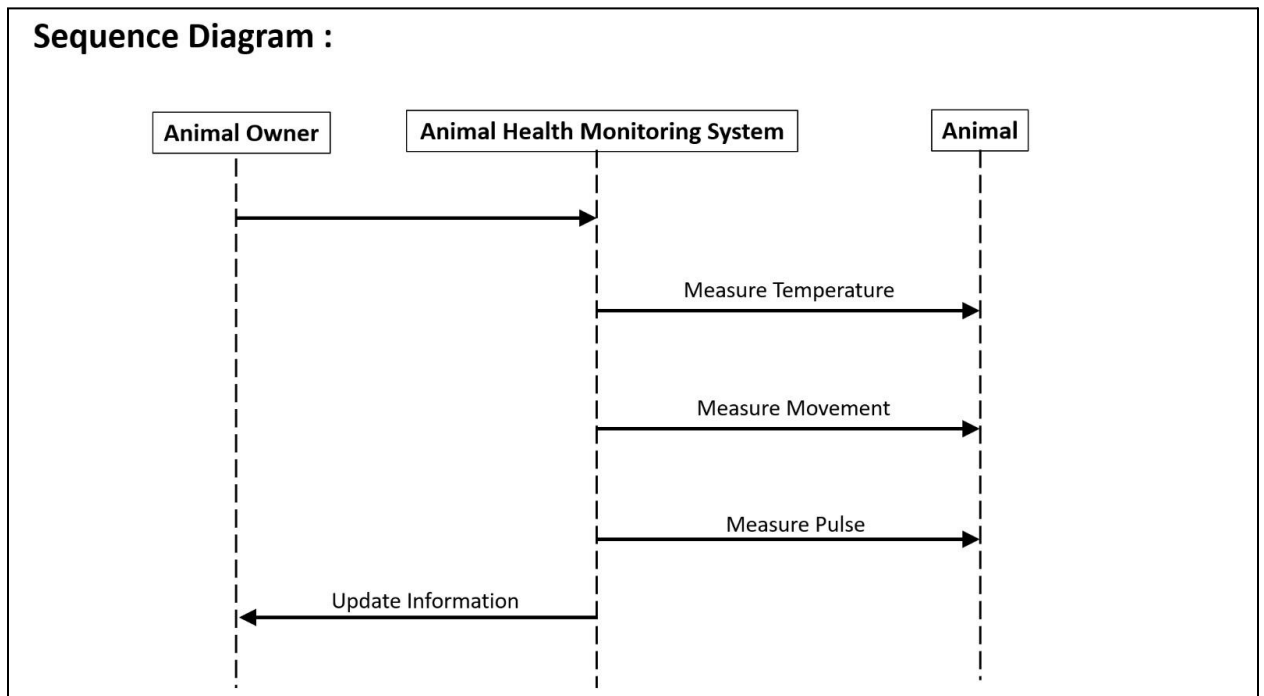 Sequence Diagram :
Animal Owner
Animal Health Monitoring System
Animal
Measure Temperature
Measure Movement
Measure Pulse
Update Information